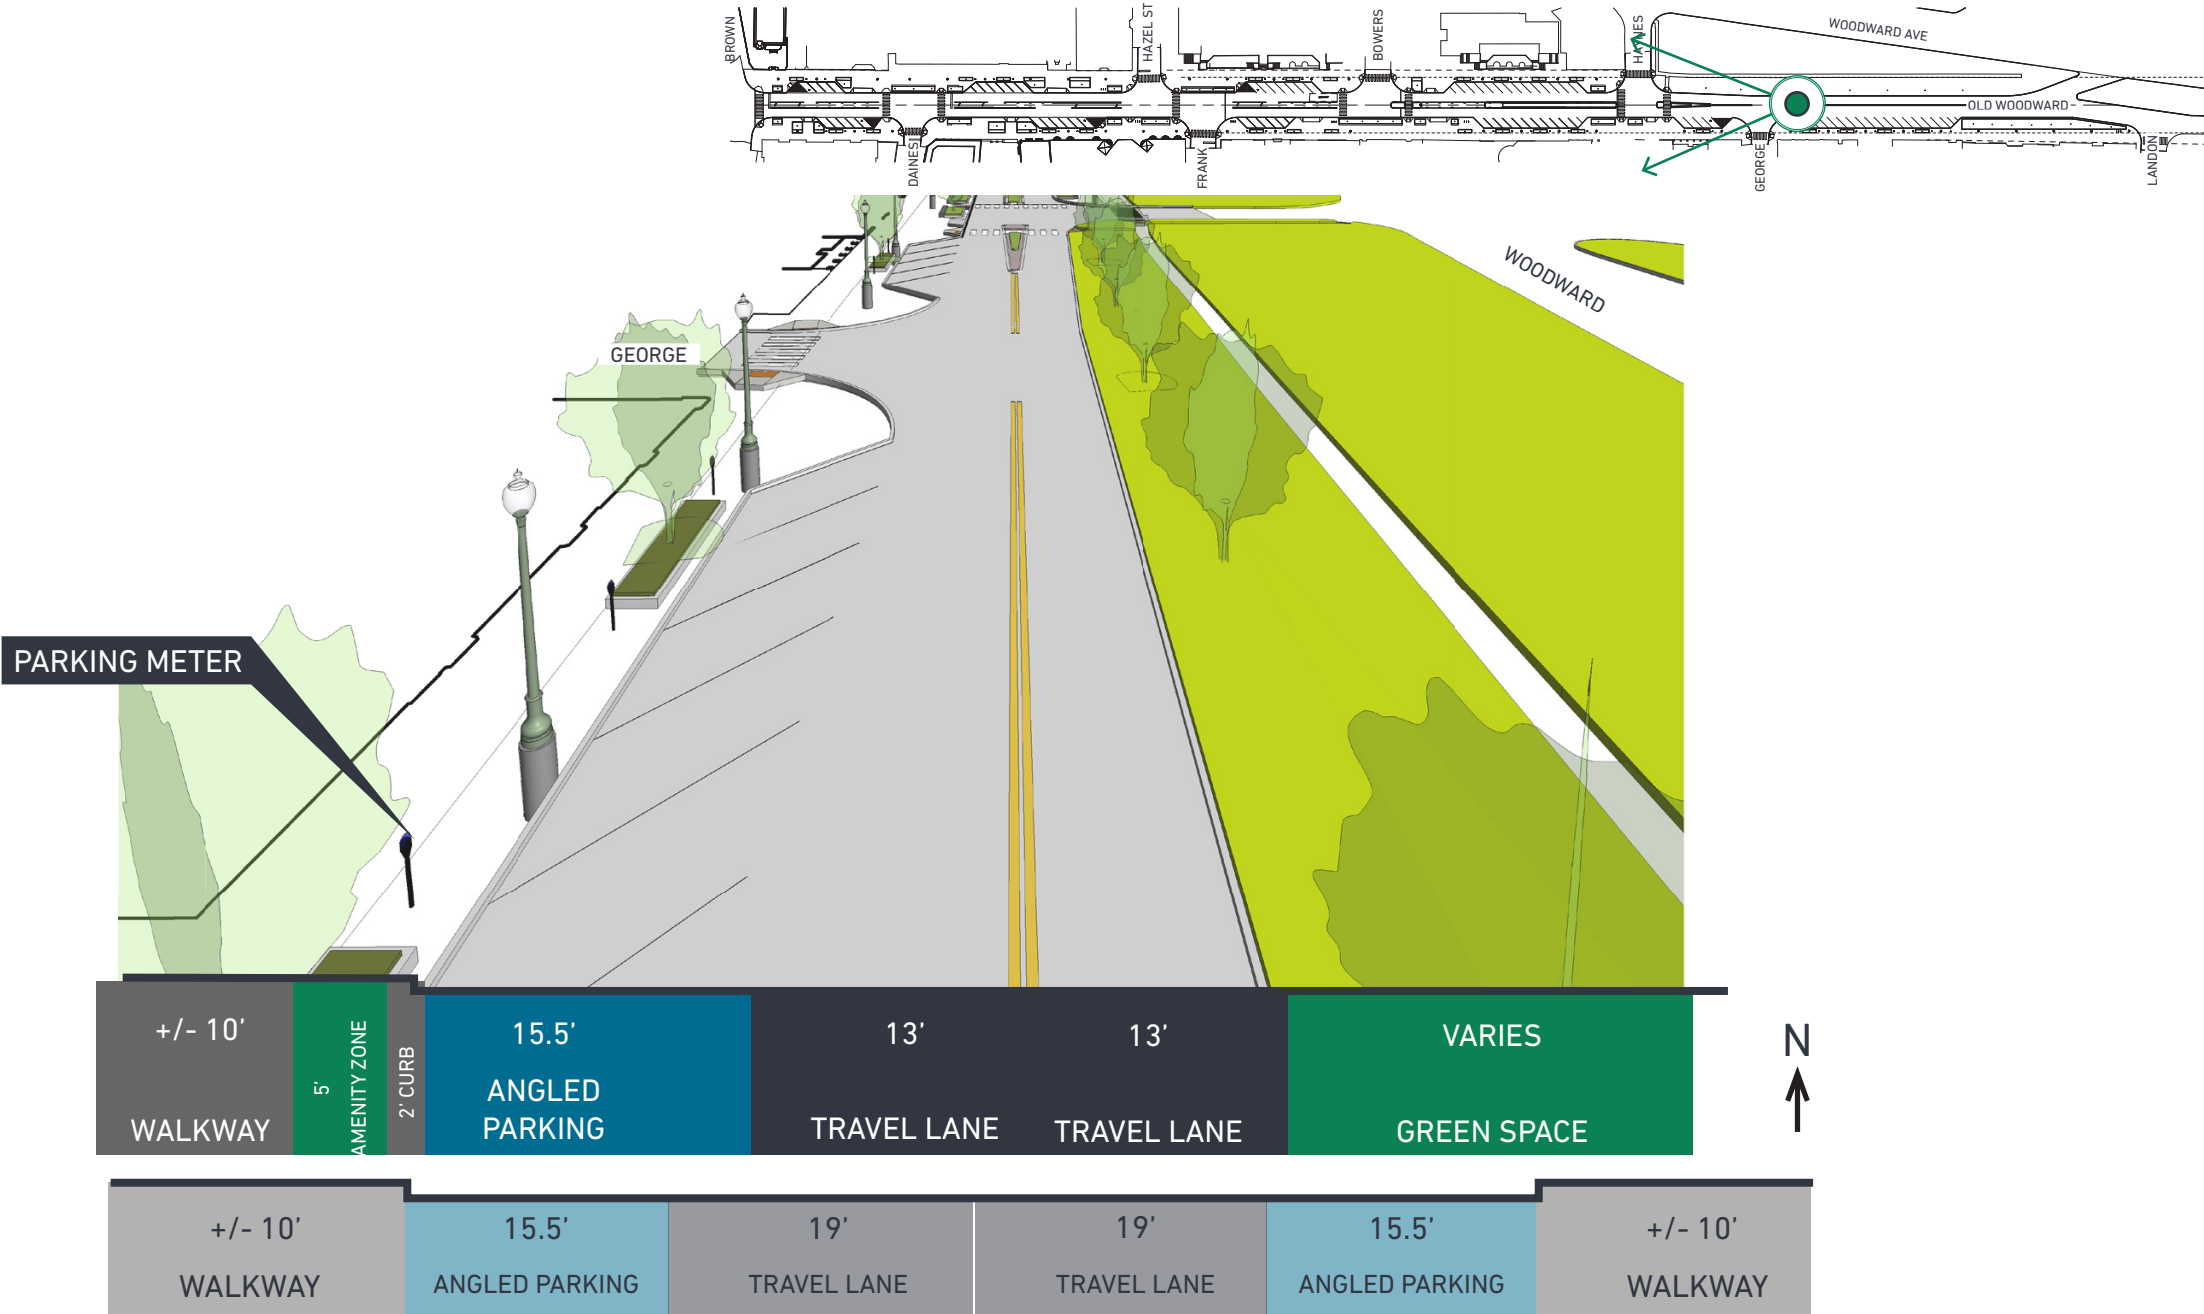 BROWN
HAZEL ST
BOWERS
HAYNES
WOODWARD AVE
OLD WOODWARD
DAINES
FRANK
GEORGE
LANDON
WOODWARD
GEORGE
PARKING METER
+/- 10’
WALKWAY
5’
AMENITY ZONE
2’ CURB
15.5’
ANGLED
PARKING
13’
TRAVEL LANE
13’
TRAVEL LANE
VARIES
GREEN SPACE
N
+/- 10’
WALKWAY
15.5’
ANGLED PARKING
19’
TRAVEL LANE
19’
TRAVEL LANE
15.5’
ANGLED PARKING
+/- 10’
WALKWAY